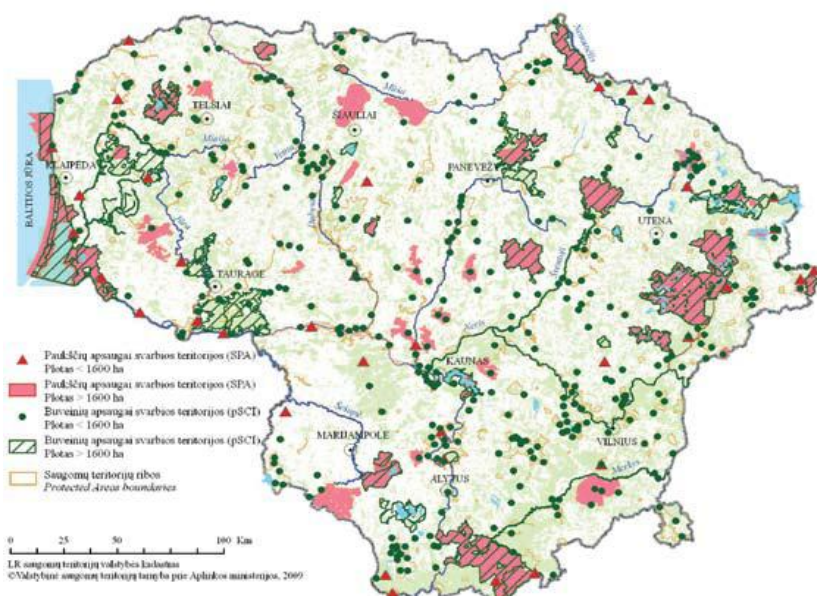 Nemunėlis
Mūša
TELŠIAI
ŠIAULIAI
Minija
Venta
KLAIPĖDA
PANEVĖŽYS
BALTIJOS JŪRA
UTENA
Jūra
Dubysa
Šventoji
TAURAGĖ
Neris
KAUNAS
Šešupė
MARIJAMPOLĖ
VILNIUS
Merkys
ALYTUS
Paukščių apsaugai svarbios teritorijos (SPA)
Plotas < 1600 ha
Paukščių apsaugai svarbios teritorijos (SPA)
Plotas > 1600 ha
Buveinių apsaugai svarbios teritorijos (pSCI)
Plotas < 1600 ha
Buveinių apsaugai svarbios teritorijos (pSCI)
Plotas > 1600 ha
Saugomų teritorijų ribos
Protected Areas boundaries
0 25 50 100 Km
LR saugomų teritorijų valstybės kadastras
©Valstybinė saugomų teritorijų tarnyba prie Aplinkos ministerijos, 2009